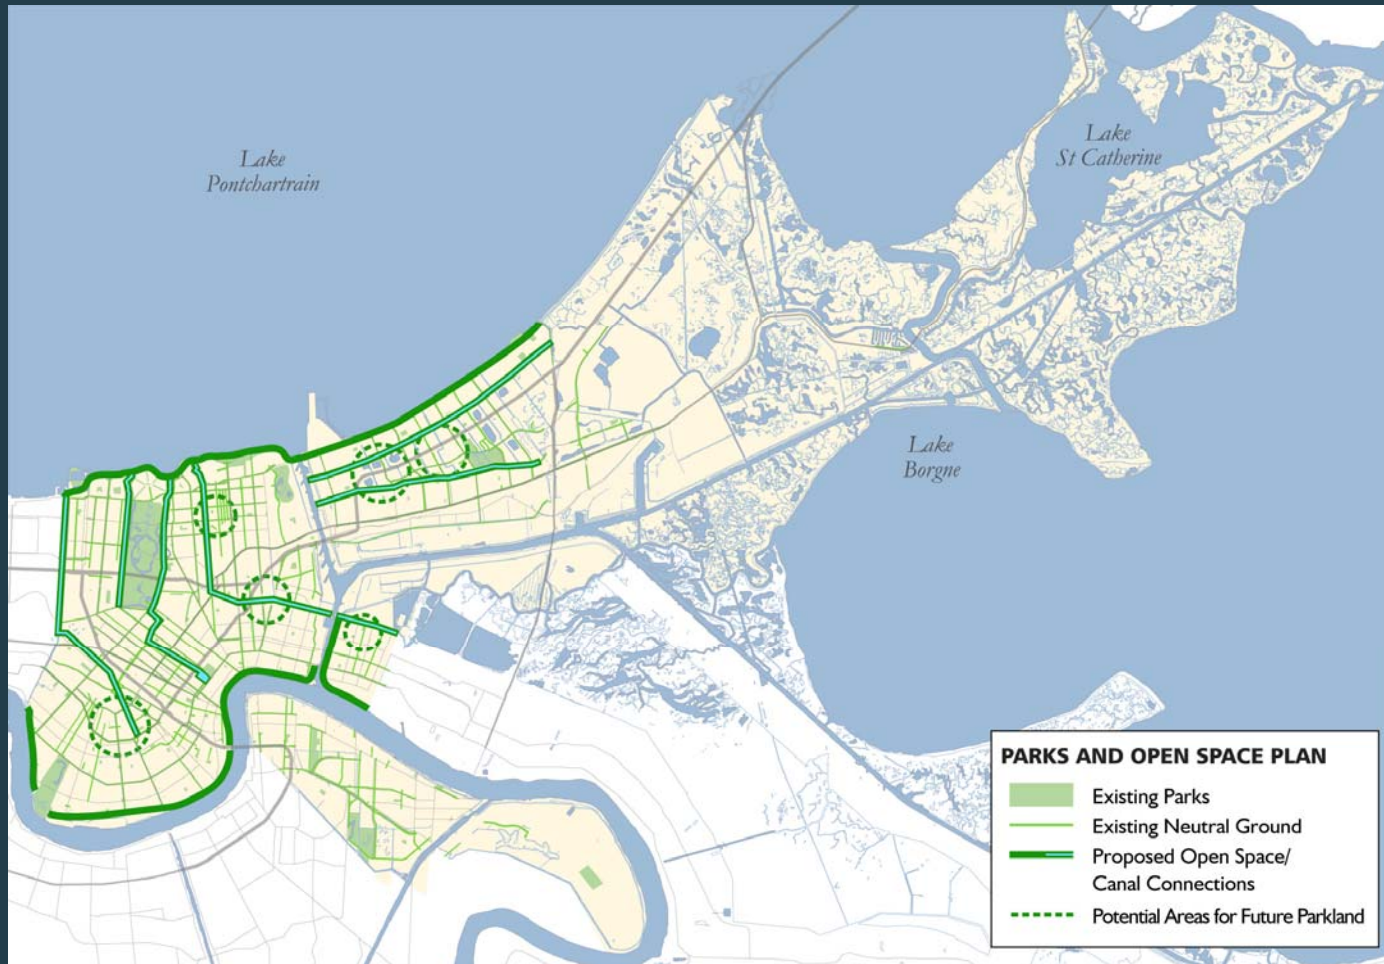 Lake
Pontchartrain
Lake
St Catherine
Lake
Borgne
PARKS AND OPEN SPACE PLAN
Existing Parks
Existing Neutral Ground
Proposed Open Space/
Canal Connections
Potential Areas for Future Parkland